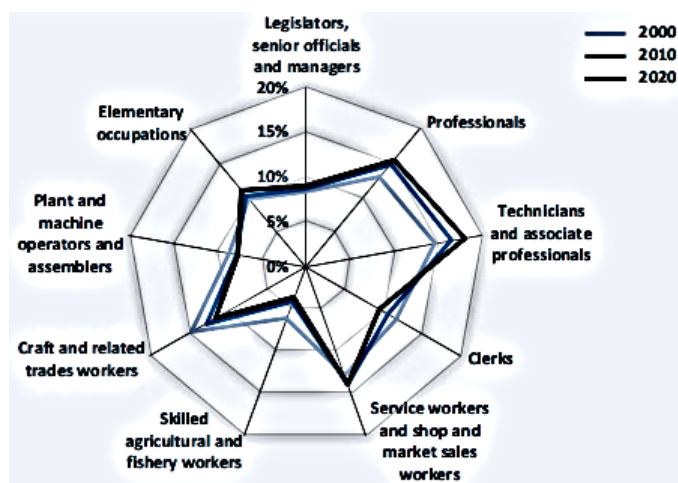 Legislators,
senior officials
and managers
20%
15%
10%
5%
0%
Professionals
Technicians
and associate
professionals
Clerks
Service workers
and shop and
market sales
workers
Skilled
agricultural and
fishery workers
Craft and related
trades workers
Plant and
machine
operators and
assemblers
Elementary
occupations
2000
2010
2020